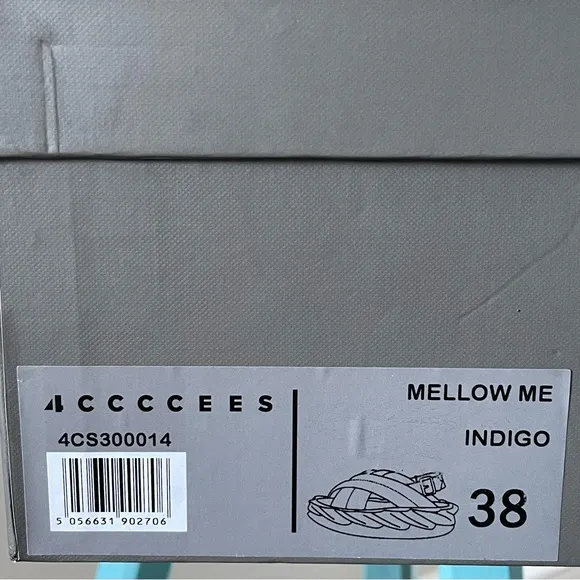 4CCCCEES
4CS300014
5 056631 902706
MELLOW ME
INDIGO
38